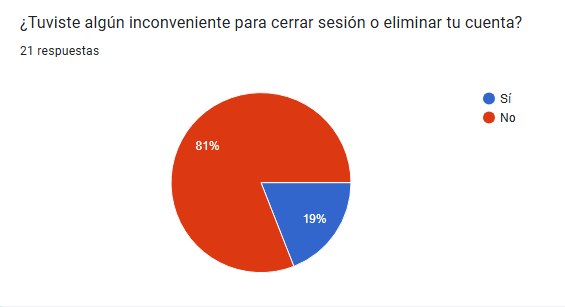 ¿Tuviste algún inconveniente para cerrar sesión o eliminar tu cuenta?
21 respuestas
Sí
No
81%
19%